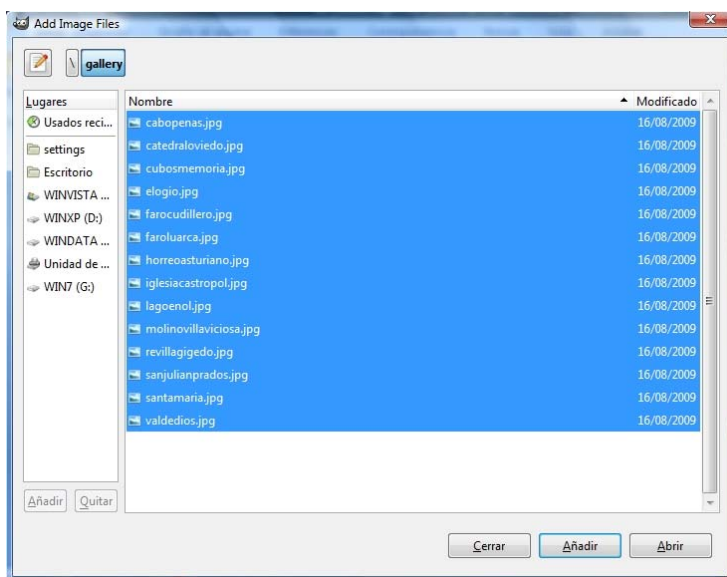 Add Image Files
\ gallery
Lugares
Usados reci...
settings
Escritorio
WINVISTA ...
WINXP (D:)
WINDATA ...
Unidad de ...
WIN7 (G:)
Añadir Quitar
Nombre Modificado
cabopenas.jpg 16/08/2009
catedraloviedo.jpg 16/08/2009
cubosmemoria.jpg 16/08/2009
elogio.jpg 16/08/2009
farocudillero.jpg 16/08/2009
faroluarca.jpg 16/08/2009
horreoasturiano.jpg 16/08/2009
iglesiacastropol.jpg 16/08/2009
lagoenol.jpg 16/08/2009
molinovillaviciosa.jpg 16/08/2009
revillagigedo.jpg 16/08/2009
sanjulianprados.jpg 16/08/2009
santamaria.jpg 16/08/2009
valdedios.jpg 16/08/2009
Cerrar Añadir Abrir